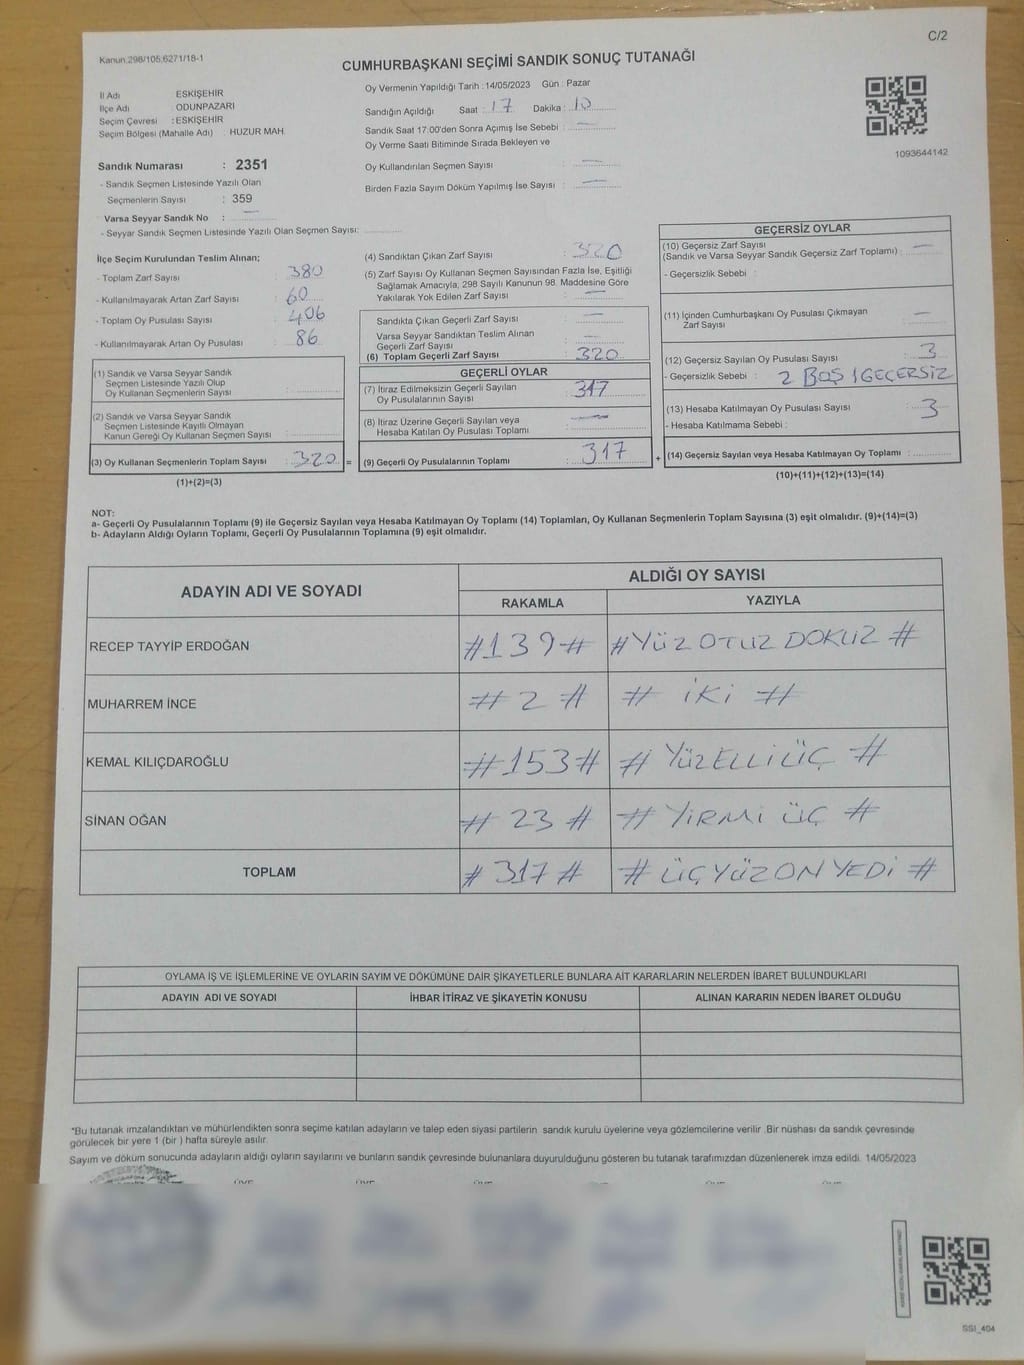 C/2
Kanun.298/105,6271/18-1
CUMHURBAŞKANI SEÇİMİ SANDIK SONUÇ TUTANAĞI
İl Adı ESKİŞEHİR
İlçe Adı : ODUNPAZARI
Seçim Çevresi : ESKİŞEHİR
Seçim Bölgesi (Mahalle Adı) : HUZUR MAH.
Sandık Numarası : 2351
- Sandık Seçmen Listesinde Yazılı Olan
Seçmenlerin Sayısı : 359
Varsa Seyyar Sandık No : —
- Seyyar Sandık Seçmen Listesinde Yazılı Olan Seçmen Sayısı:
Oy Vermenin Yapıldığı Tarih : 14/05/2023 Gün : Pazar
Sandığın Açıldığı Saat : 17 Dakika : 10
Sandık Saat 17:00'den Sonra Açımış İse Sebebi : —
Oy Verme Saati Bitiminde Sırada Bekleyen ve
Oy Kullandırılan Seçmen Sayısı : —
Birden Fazla Sayım Döküm Yapılmış İse Sayısı : —
1093644142
İlçe Seçim Kurulundan Teslim Alınan;
- Toplam Zarf Sayısı : 380
- Kullanılmayarak Artan Zarf Sayısı : 60
- Toplam Oy Pusulası Sayısı : 406
- Kullanılmayarak Artan Oy Pusulası : 86
(1) Sandık ve Varsa Seyyar Sandık
Seçmen Listesinde Yazılı Olup
Oy Kullanan Seçmenlerin Sayısı :
(2) Sandık ve Varsa Seyyar Sandık
Seçmen Listesinde Kayıtlı Olmayan
Kanun Gereği Oy Kullanan Seçmen Sayısı :
(3) Oy Kullanan Seçmenlerin Toplam Sayısı : 320 =
(1)+(2)=(3)
(4) Sandıktan Çıkan Zarf Sayısı : 320
(5) Zarf Sayısı Oy Kullanan Seçmen Sayısından Fazla İse, Eşitliği
Sağlamak Amacıyla, 298 Sayılı Kanunun 98. Maddesine Göre
Yakılarak Yok Edilen Zarf Sayısı : —
Sandıkta Çıkan Geçerli Zarf Sayısı : —
Varsa Seyyar Sandıktan Teslim Alınan
Geçerli Zarf Sayısı : —
(6) Toplam Geçerli Zarf Sayısı : 320
GEÇERLİ OYLAR
(7) İtiraz Edilmeksizin Geçerli Sayılan
Oy Pusulalarının Sayısı : 317
(8) İtiraz Üzerine Geçerli Sayılan veya
Hesaba Katılan Oy Pusulası Toplamı : —
(9) Geçerli Oy Pusulalarının Toplamı : 317 +
GEÇERSİZ OYLAR
(10) Geçersiz Zarf Sayısı
(Sandık ve Varsa Seyyar Sandık Geçersiz Zarf Toplamı) : —
- Geçersizlik Sebebi :
(11) İçinden Cumhurbaşkanı Oy Pusulası Çıkmayan
Zarf Sayısı : —
(12) Geçersiz Sayılan Oy Pusulası Sayısı : 3
- Geçersizlik Sebebi : 2 BOŞ 1 GEÇERSİZ
(13) Hesaba Katılmayan Oy Pusulası Sayısı : 3
- Hesaba Katılmama Sebebi :
(14) Geçersiz Sayılan veya Hesaba Katılmayan Oy Toplamı :
(10)+(11)+(12)+(13)=(14)
NOT:
a- Geçerli Oy Pusulalarının Toplamı (9) ile Geçersiz Sayılan veya Hesaba Katılmayan Oy Toplamı (14) Toplamları, Oy Kullanan Seçmenlerin Toplam Sayısına (3) eşit olmalıdır. (9)+(14)=(3)
b- Adayların Aldığı Oyların Toplamı, Geçerli Oy Pusulalarının Toplamına (9) eşit olmalıdır.
ADAYIN ADI VE SOYADI ALDIĞI OY SAYISI
RAKAMLA YAZIYLA
RECEP TAYYİP ERDOĞAN #139# #YÜZ OTUZ DOKUZ#
MUHARREM İNCE #2# #İKİ#
KEMAL KILIÇDAROĞLU #153# #YÜZELLİÜÇ#
SİNAN OĞAN #23# #YİRMİ ÜÇ#
TOPLAM #317# #ÜÇYÜZONYEDİ#
OYLAMA İŞ VE İŞLEMLERİNE VE OYLARIN SAYIM VE DÖKÜMÜNE DAİR ŞİKAYETLERLE BUNLARA AİT KARARLARIN NELERDEN İBARET BULUNDUKLARI
ADAYIN ADI VE SOYADI İHBAR İTİRAZ VE ŞİKAYETİN KONUSU ALINAN KARARIN NEDEN İBARET OLDUĞU
*Bu tutanak imzalandıktan ve mühürlendikten sonra seçime katılan adayların ve talep eden siyasi partilerin sandık kurulu üyelerine veya gözlemcilerine verilir. Bir nüshası da sandık çevresinde
görülecek bir yere 1 (bir ) hafta süreyle asılır.
Sayım ve döküm sonucunda adayların aldığı oyların sayılarını ve bunların sandık çevresinde bulunanlara duyurulduğunu gösteren bu tutanak tarafımızdan düzenlenerek imza edildi. 14/05/2023
SSI_404